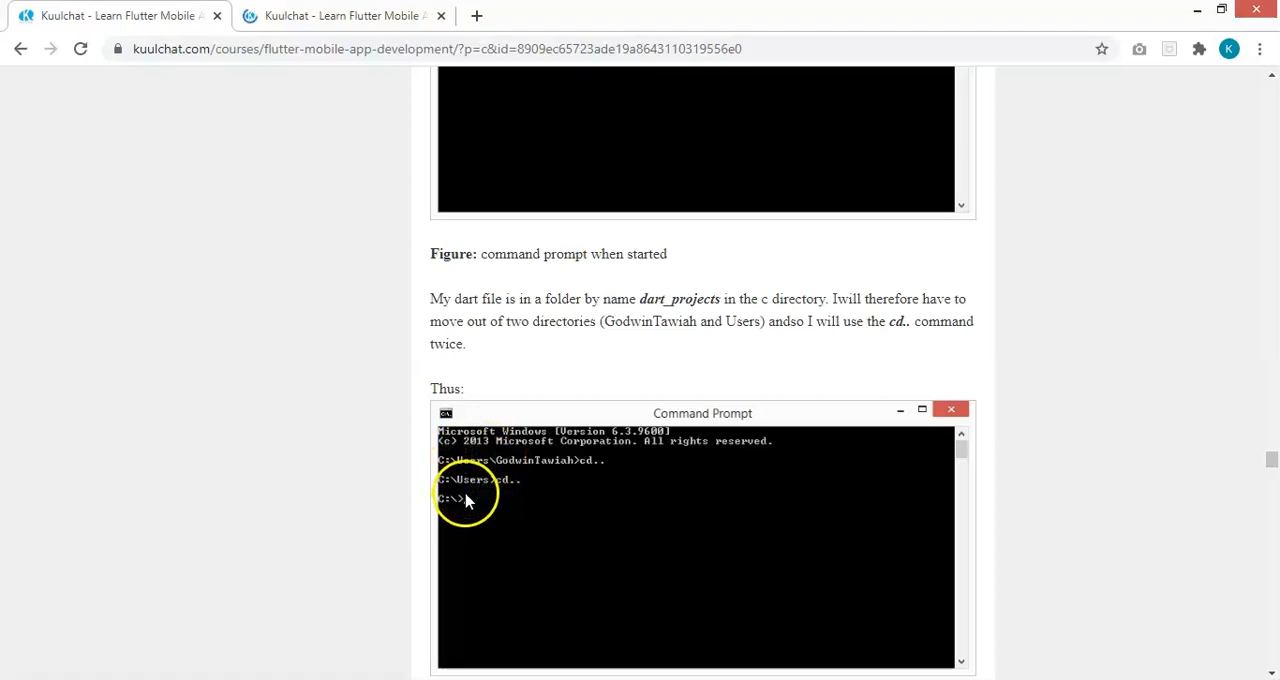 Kuulchat - Learn Flutter Mobile A
Kuulchat - Learn Flutter Mobile A
kuulchat.com/courses/flutter-mobile-app-development/?p=c&id=8909ec65723ade19a8643110319556e0
K
Figure: command prompt when started
My dart file is in a folder by name dart_projects in the c directory. Iwill therefore have to
move out of two directories (GodwinTawiah and Users) andso I will use the cd.. command
twice.
Thus:
Command Prompt
Microsoft Windows [Version 6.3.9600]
(c) 2013 Microsoft Corporation. All rights reserved.
C:\Users\GodwinTawiah>cd..
C:\Users>cd..
C:\>